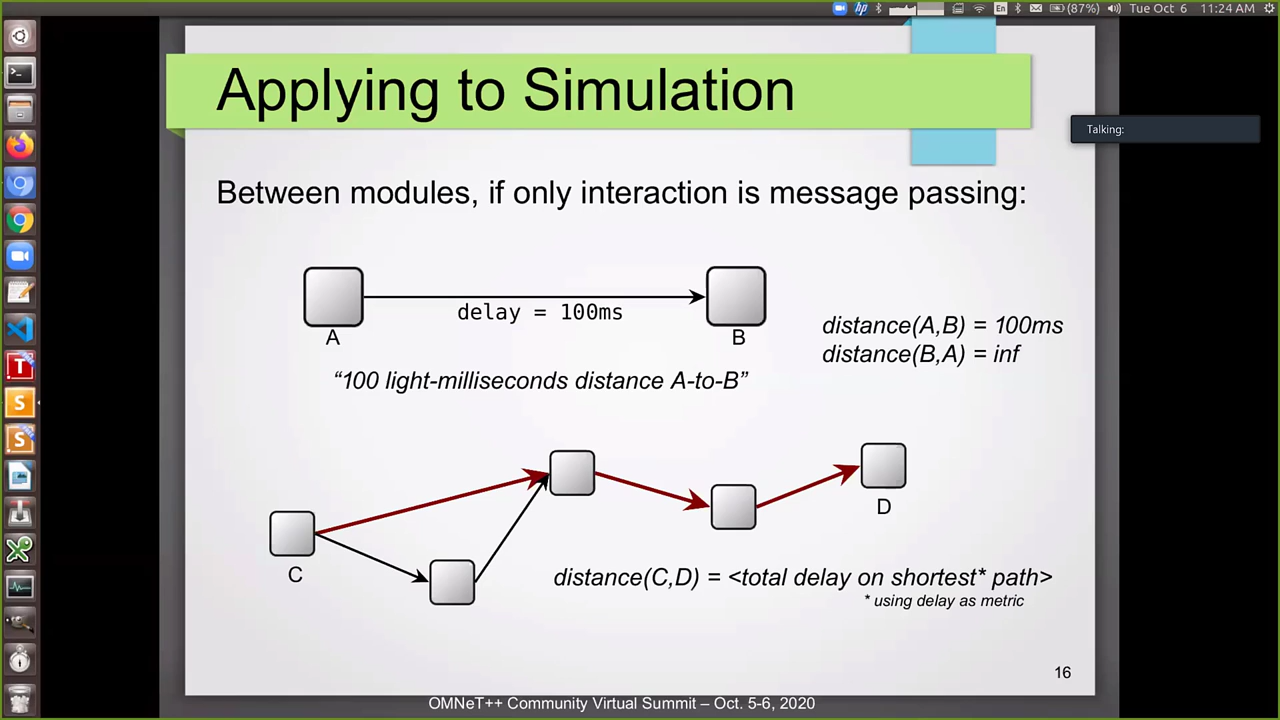 hp
En
(87%)
Tue Oct 6
11:24 AM
Applying to Simulation
Talking:
Between modules, if only interaction is message passing:
delay = 100ms
A
B
distance(A,B) = 100ms
distance(B,A) = inf
“100 light-milliseconds distance A-to-B”
D
C
distance(C,D) = <total delay on shortest* path>
* using delay as metric
16
OMNeT++ Community Virtual Summit – Oct. 5-6, 2020
T
S
S